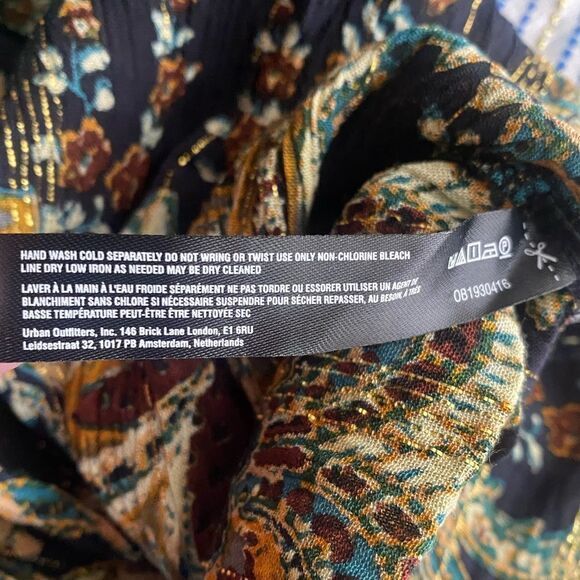 HAND WASH COLD SEPARATELY DO NOT WRING OR TWIST USE ONLY NON-CHLORINE BLEACH
LINE DRY LOW IRON AS NEEDED MAY BE DRY CLEANED
LAVER À LA MAIN À L'EAU FROIDE SÉPARÉMENT NE PAS TORDRE OU ESSORER UTILISER UN AGENT DE
BLANCHIMENT SANS CHLORE SI NÉCESSAIRE SUSPENDRE POUR SÉCHER REPASSER, AU BESOIN À TRÈS
BASSE TEMPÉRATURE PEUT-ÊTRE ÊTRE NETTOYÉE SEC
Urban Outfitters, Inc. 146 Brick Lane London, E1 6RU
Leidsestraat 32, 1017 PB Amsterdam, Netherlands
OB1930416